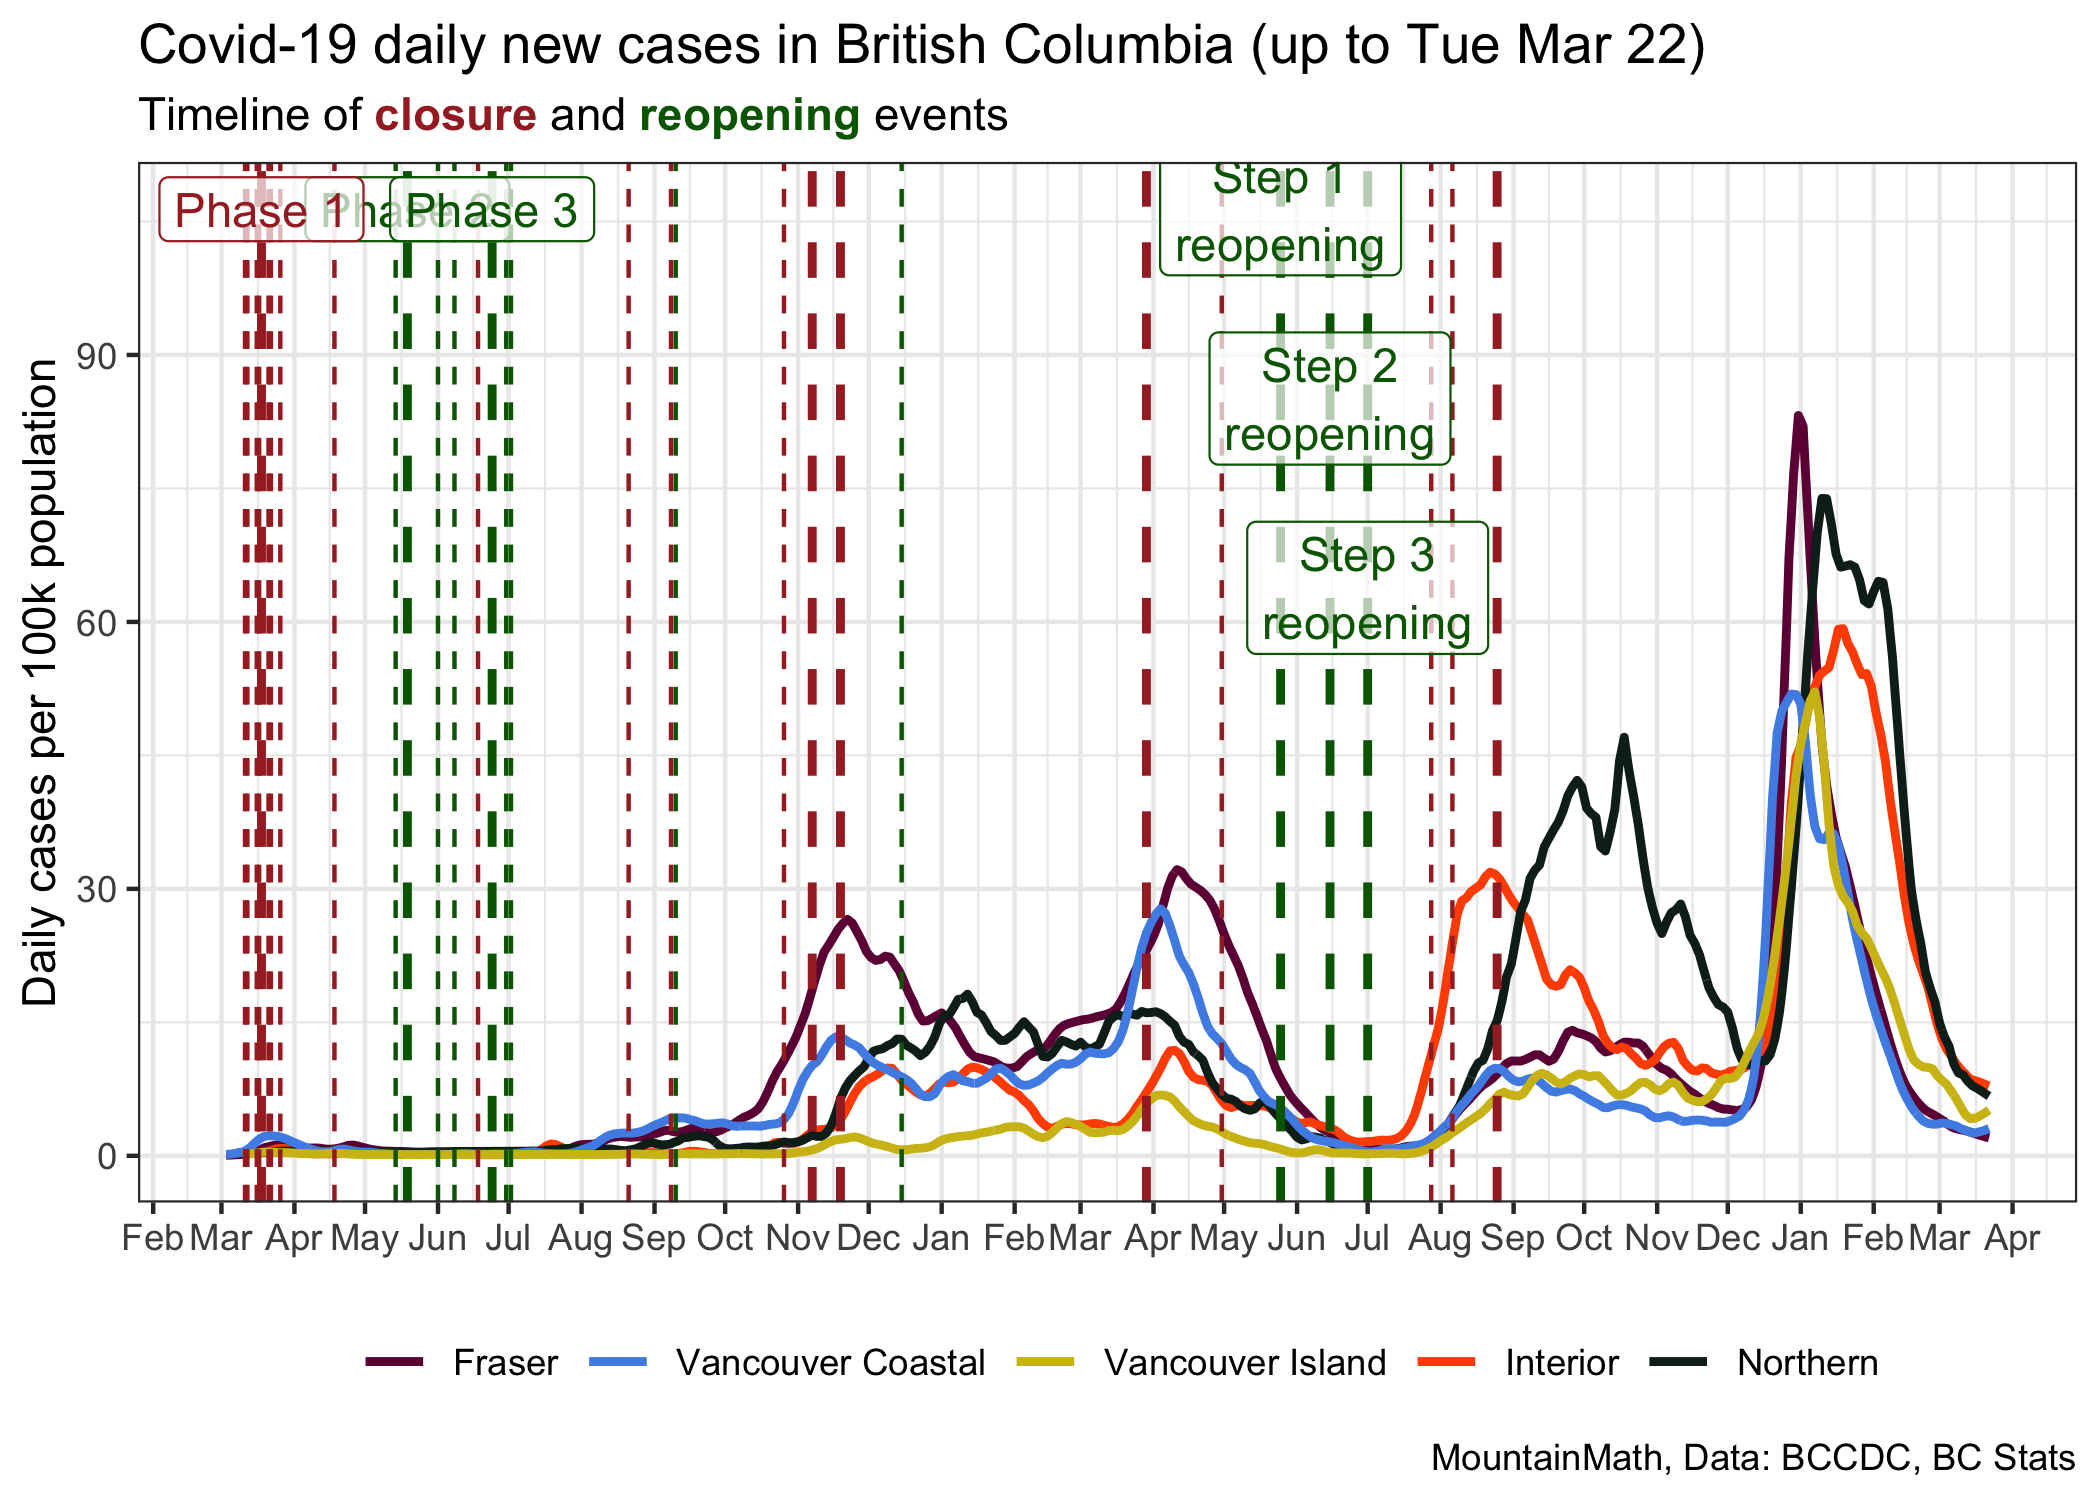 Covid-19 daily new cases in British Columbia (up to Tue Mar 22)
Timeline of closure and reopening events
Phase 1 Phase 2 Phase 3
Step 1
reopening
Step 2
reopening
Step 3
reopening
Daily cases per 100k population
90
60
30
0
Feb Mar Apr May Jun Jul Aug Sep Oct Nov Dec Jan Feb Mar Apr May Jun Jul Aug Sep Oct Nov Dec Jan Feb Mar Apr
Fraser Vancouver Coastal Vancouver Island Interior Northern
MountainMath, Data: BCCDC, BC Stats